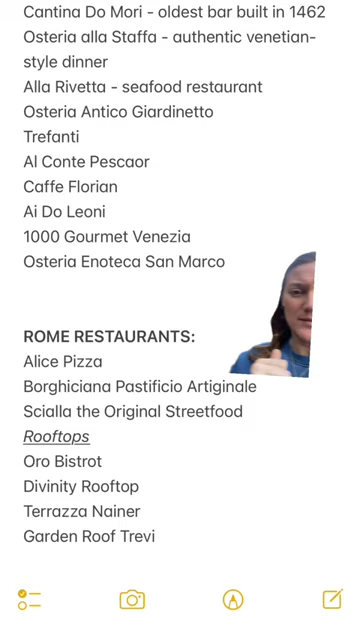 Cantina Do Mori - oldest bar built in 1462
Osteria alla Staffa - authentic venetian-
style dinner
Alla Rivetta - seafood restaurant
Osteria Antico Giardinetto
Trefanti
Al Conte Pescaor
Caffe Florian
Ai Do Leoni
1000 Gourmet Venezia
Osteria Enoteca San Marco
ROME RESTAURANTS:
Alice Pizza
Borghiciana Pastificio Artiginale
Scialla the Original Streetfood
Rooftops
Oro Bistrot
Divinity Rooftop
Terrazza Nainer
Garden Roof Trevi